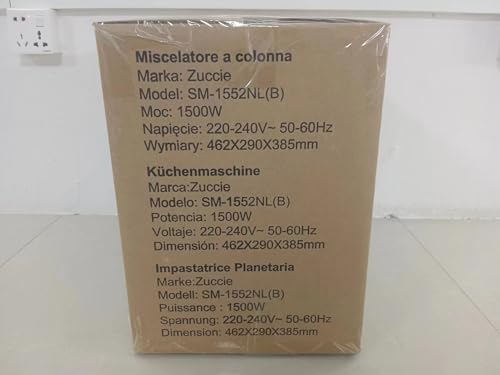 Miscelatore a colonna
Marka: Zuccie
Model: SM-1552NL(B)
Moc: 1500W
Napięcie: 220-240V~ 50-60Hz
Wymiary: 462X290X385mm
Küchenmaschine
Marca:Zuccie
Modelo: SM-1552NL(B)
Potencia: 1500W
Voltaje: 220-240V~ 50-60Hz
Dimensión: 462X290X385mm
Impastatrice Planetaria
Marke:Zuccie
Modell: SM-1552NL(B)
Puissance : 1500W
Spannung: 220-240V~ 50-60Hz
Dimension: 462X290X385mm